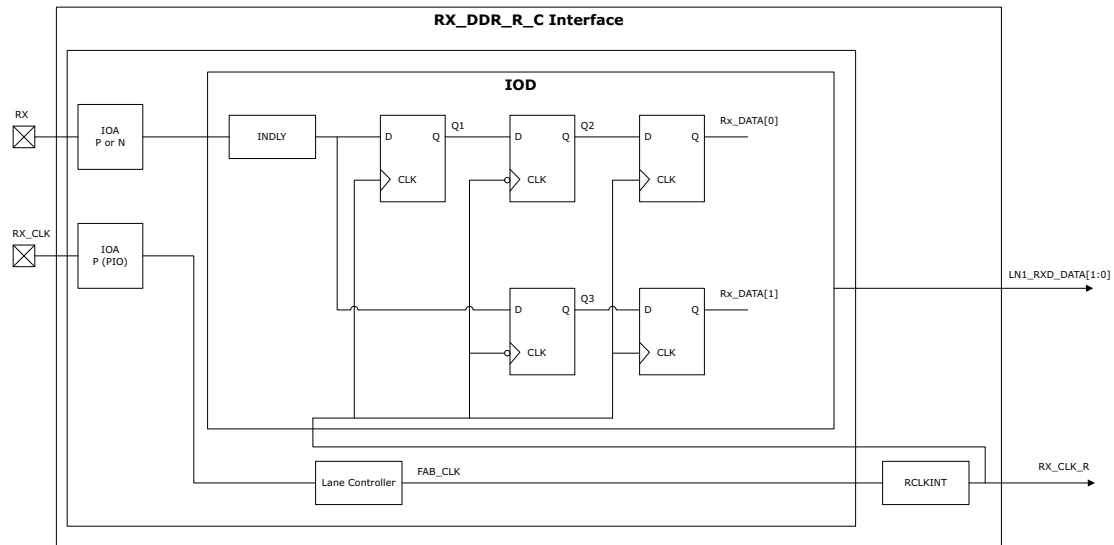 RX_DDR_R_C Interface
IOD
RX
IOA
P or N
INDLY
D
Q
CLK
Q1
D
Q
CLK
Q2
D
Q
CLK
Rx_DATA[0]
RX_CLK
IOA
P (PIO)
LN1_RXD_DATA[1:0]
D
Q
CLK
Q3
D
Q
CLK
Rx_DATA[1]
Lane Controller
FAB_CLK
RCLKINT
RX_CLK_R